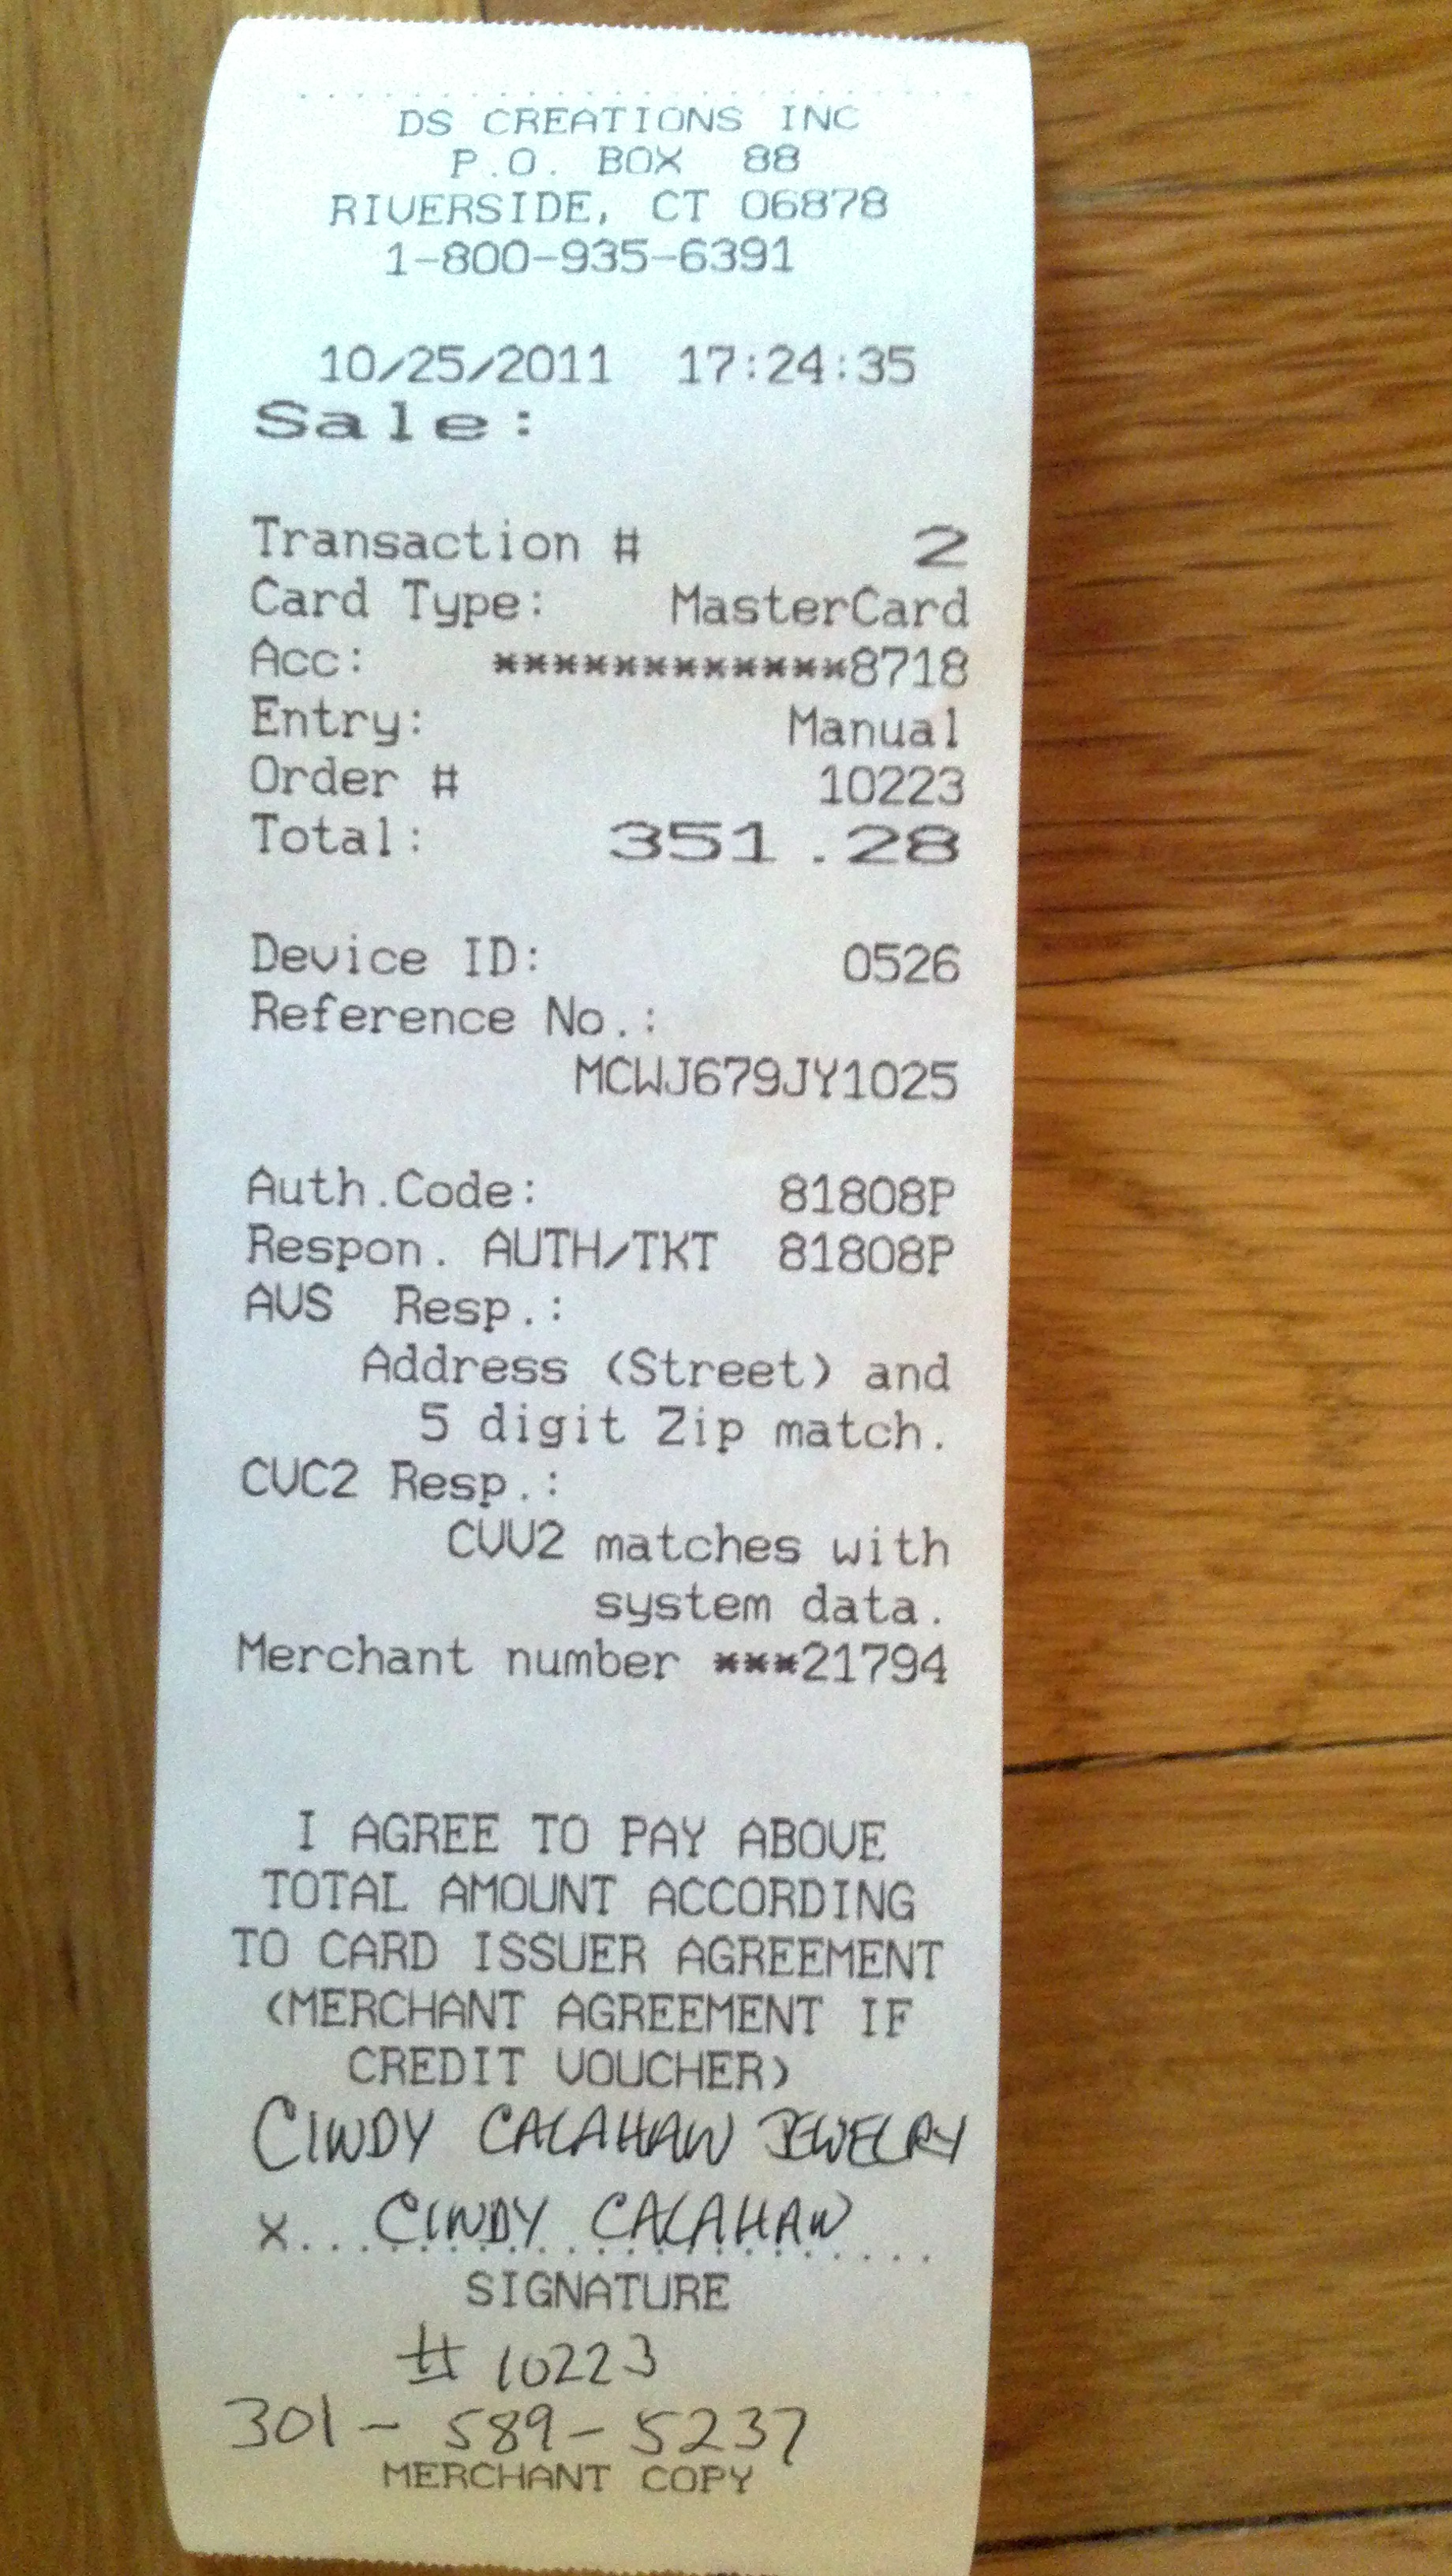 DS CREATIONS INC
P.O. BOX 88
RIVERSIDE, CT 06878
1-800-935-6391
10/25/2011 17:24:35
Sale:
Transaction # 2
Card Type: MasterCard
Acc: ************8718
Entry: Manual
Order # 10223
Total: 351.28
Device ID: 0526
Reference No.:
MCWJ679JY1025
Auth.Code: 81808P
Respon. AUTH/TKT 81808P
AVS Resp.:
Address (Street) and
5 digit Zip match.
CVC2 Resp.:
CVV2 matches with
system data.
Merchant number ***21794
I AGREE TO PAY ABOVE
TOTAL AMOUNT ACCORDING
TO CARD ISSUER AGREEMENT
(MERCHANT AGREEMENT IF
CREDIT VOUCHER)
CINDY CALAHAN JEWELRY
x... CINDY CALAHAN
SIGNATURE
# 10223
301-589-5237
MERCHANT COPY